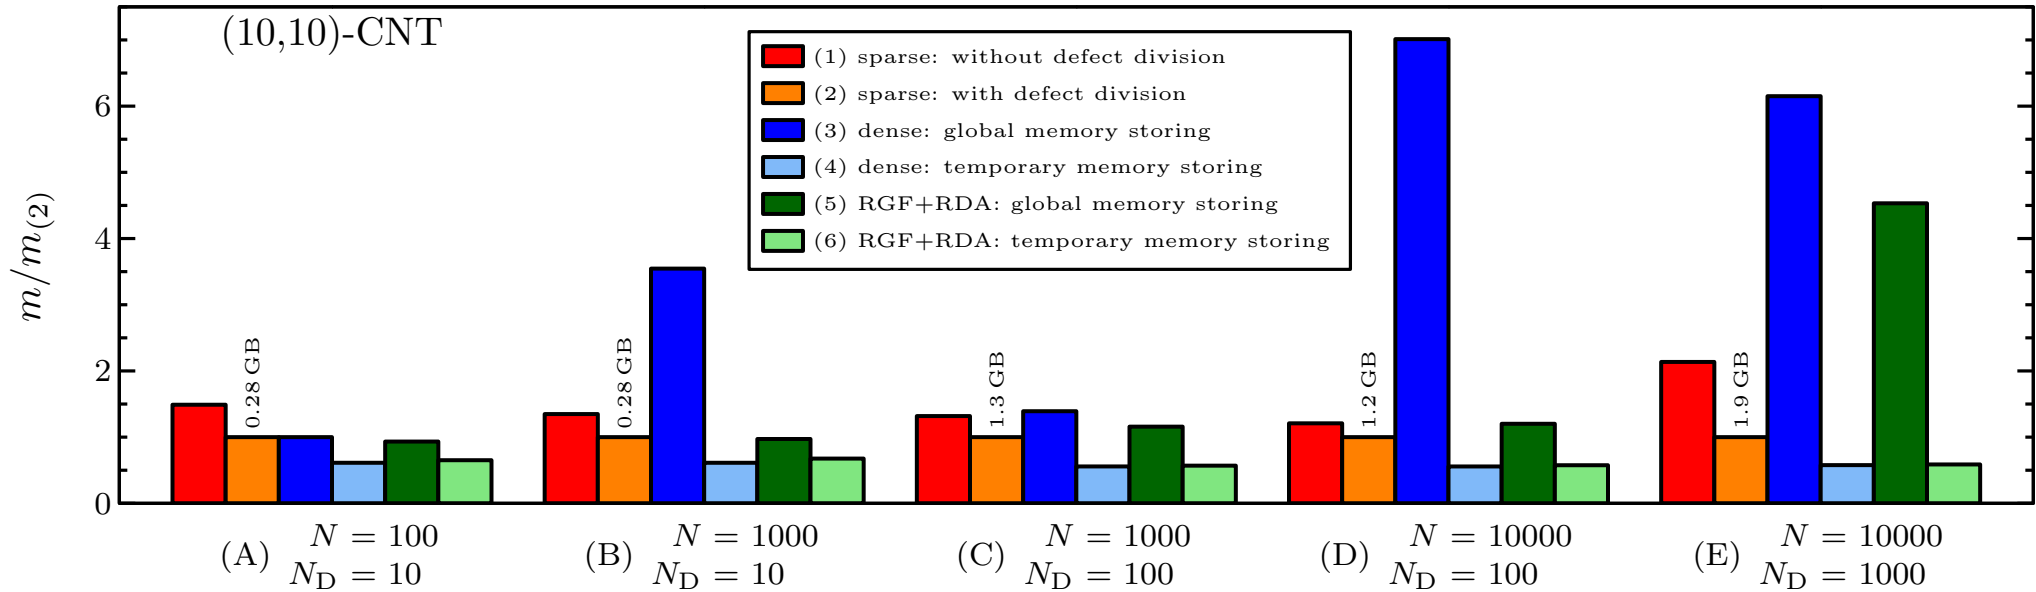 (10,10)-CNT
(1) sparse: without defect division
(2) sparse: with defect division
(3) dense: global memory storing
(4) dense: temporary memory storing
(5) RGF+RDA: global memory storing
(6) RGF+RDA: temporary memory storing
m/m(2)
6
4
2
0
0.28 GB
0.28 GB
1.3 GB
1.2 GB
1.9 GB
(A) N = 100
ND = 10
(B) N = 1000
ND = 10
(C) N = 1000
ND = 100
(D) N = 10000
ND = 100
(E) N = 10000
ND = 1000